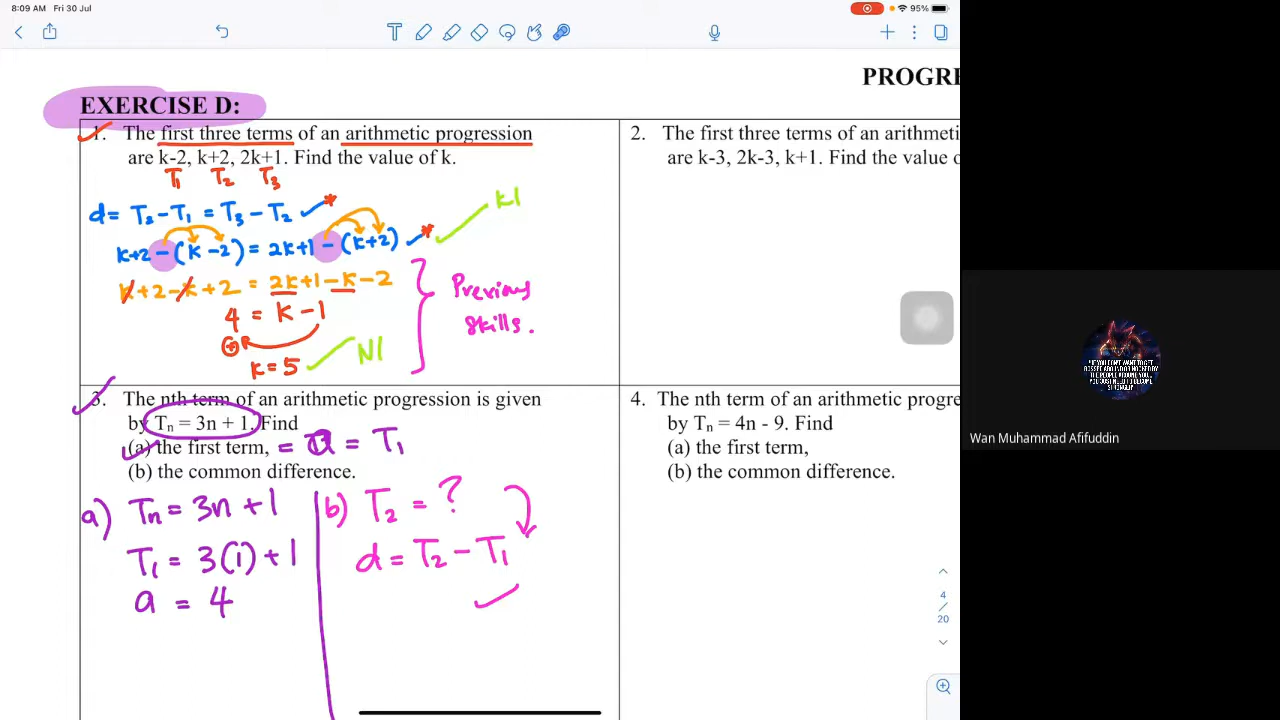 8:09 AM Fri 30 Jul
95%
PROGRE
EXERCISE D:
1. The first three terms of an arithmetic progression
are k-2, k+2, 2k+1. Find the value of k.
T1 T2 T3
d = T2 - T1 = T3 - T2
k+2 - (k-2) = 2k+1 - (k+2)
K1
k+2-k+2 = 2k+1-k-2
4 = k - 1
+
k = 5
N1
Previous
skills.
2. The first three terms of an arithmeti
are k-3, 2k-3, k+1. Find the value o
3. The nth term of an arithmetic progression is given
by Tn = 3n + 1. Find
(a) the first term, = a = T1
(b) the common difference.
a) Tn = 3n + 1
T1 = 3(1) + 1
a = 4
b) T2 = ?
d = T2 - T1
4. The nth term of an arithmetic progre
by Tn = 4n - 9. Find
(a) the first term,
(b) the common difference.
4
/
20
Wan Muhammad Afifuddin